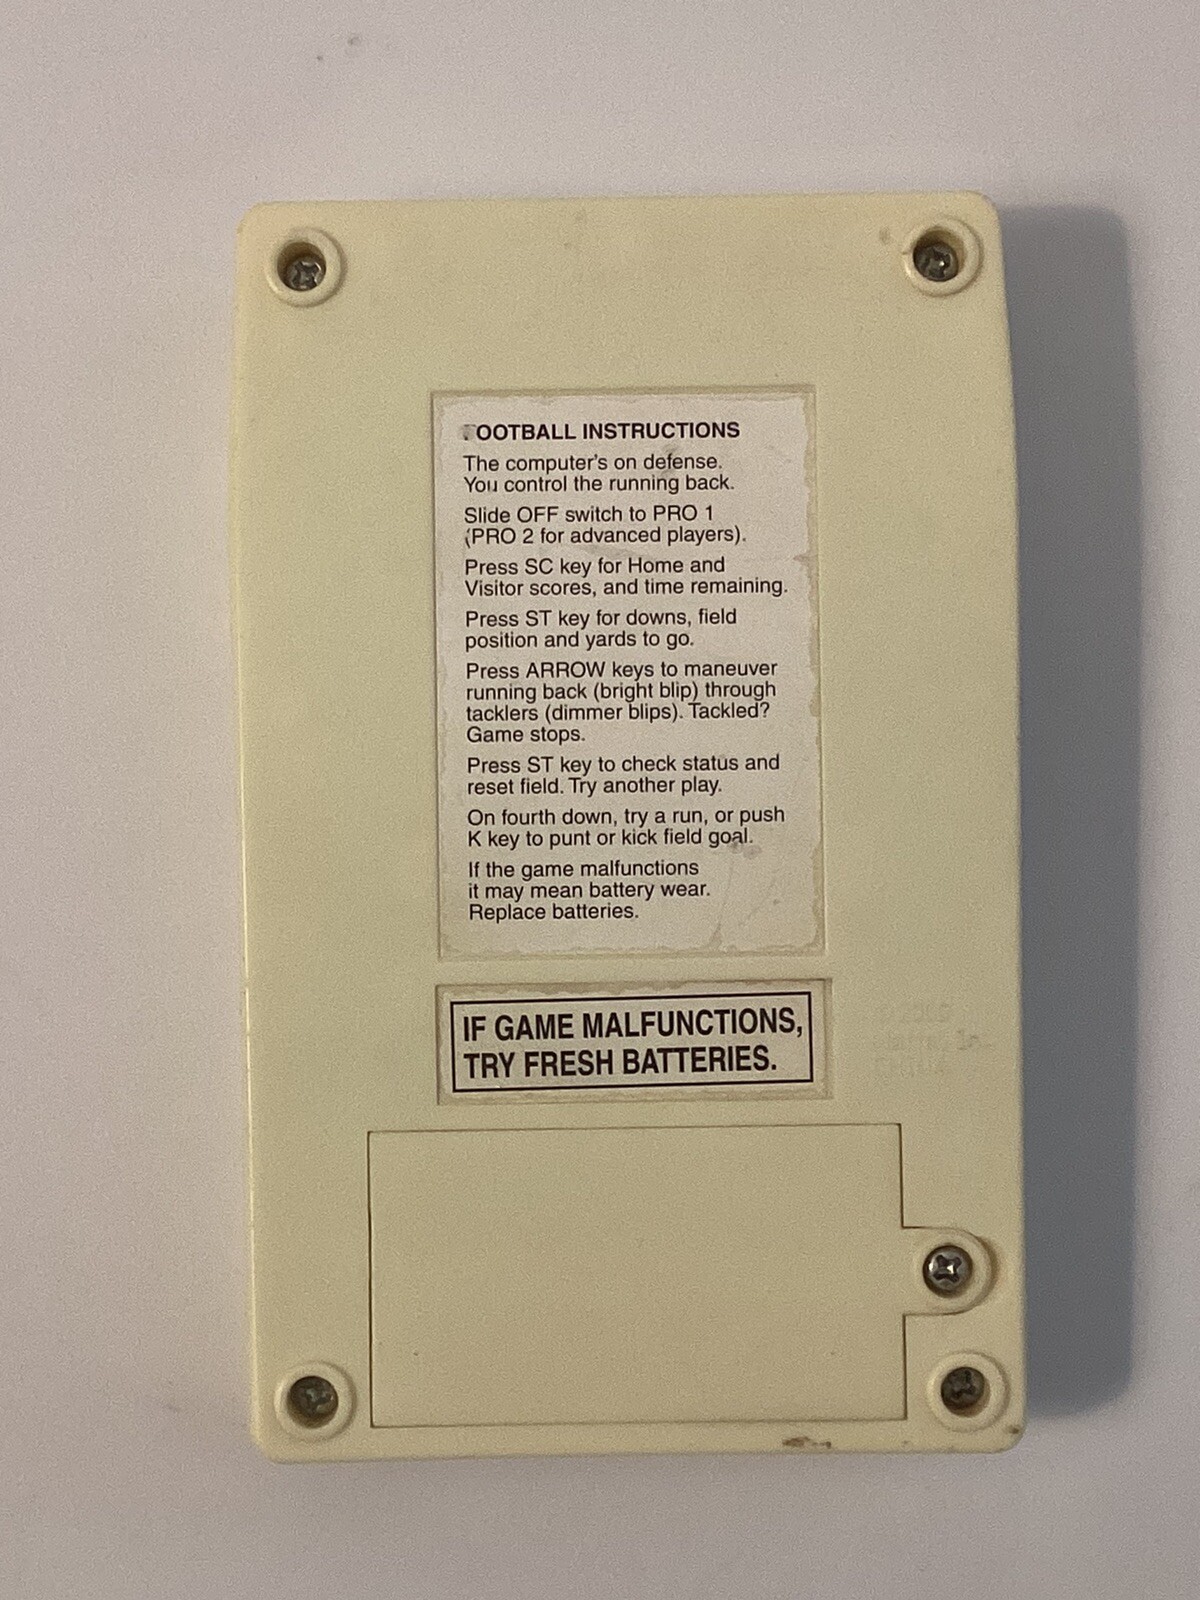 FOOTBALL INSTRUCTIONS
The computer's on defense.
You control the running back.
Slide OFF switch to PRO 1
(PRO 2 for advanced players).
Press SC key for Home and
Visitor scores, and time remaining.
Press ST key for downs, field
position and yards to go.
Press ARROW keys to maneuver
running back (bright blip) through
tacklers (dimmer blips). Tackled?
Game stops.
Press ST key to check status and
reset field. Try another play.
On fourth down, try a run, or push
K key to punt or kick field goal.
If the game malfunctions
it may mean battery wear.
Replace batteries.
IF GAME MALFUNCTIONS,
TRY FRESH BATTERIES.